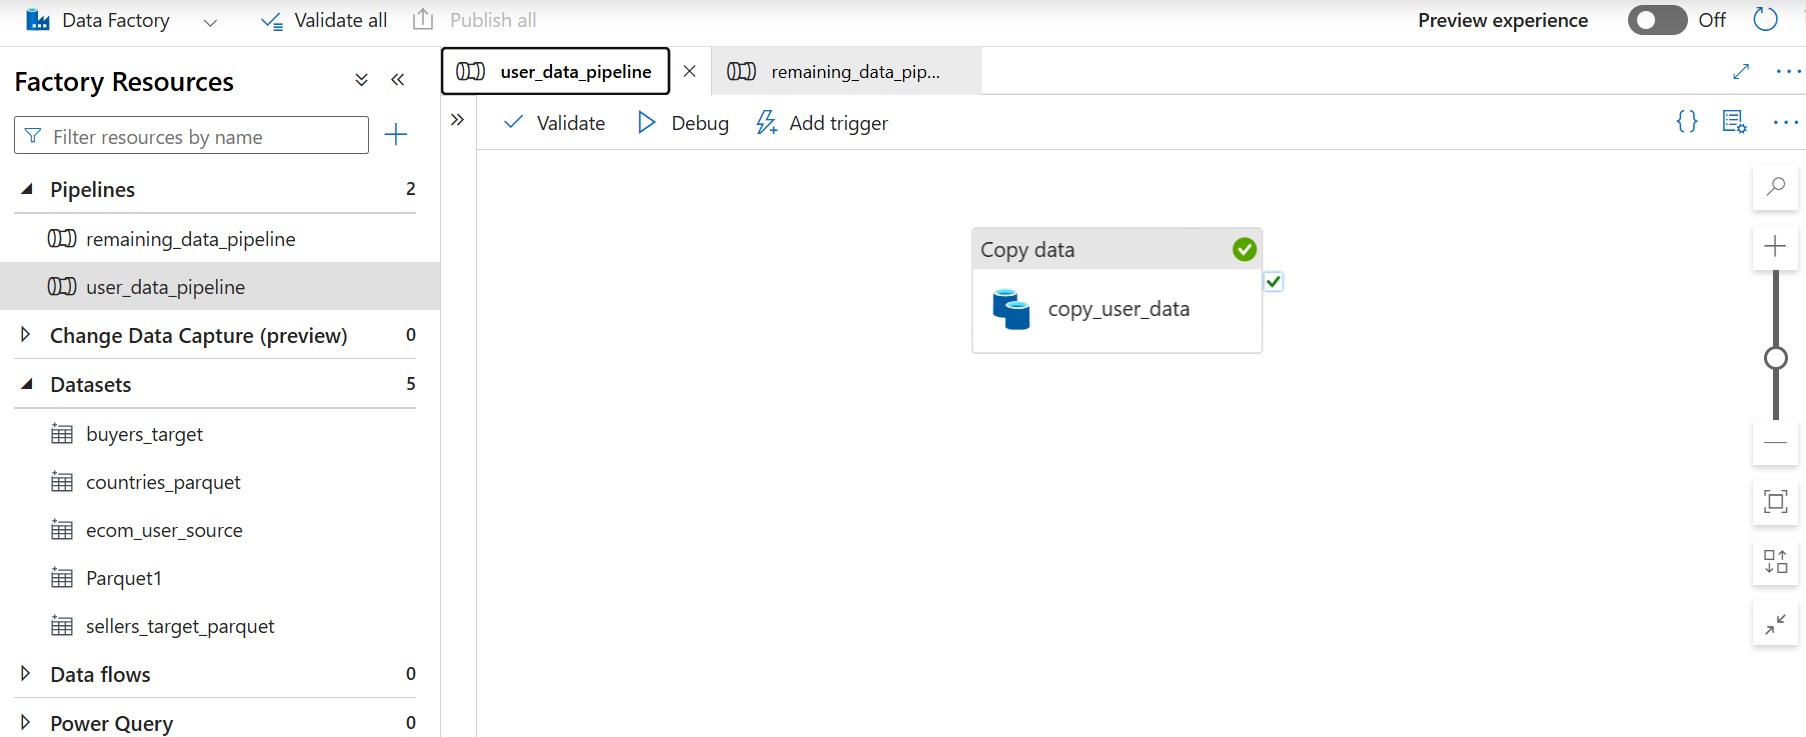 Data Factory
Validate all
Publish all
Preview experience
Off
Factory Resources
Filter resources by name
Pipelines 2
remaining_data_pipeline
user_data_pipeline
Change Data Capture (preview) 0
Datasets 5
buyers_target
countries_parquet
ecom_user_source
Parquet1
sellers_target_parquet
Data flows 0
Power Query 0
user_data_pipeline
remaining_data_pip...
Validate
Debug
Add trigger
Copy data
copy_user_data